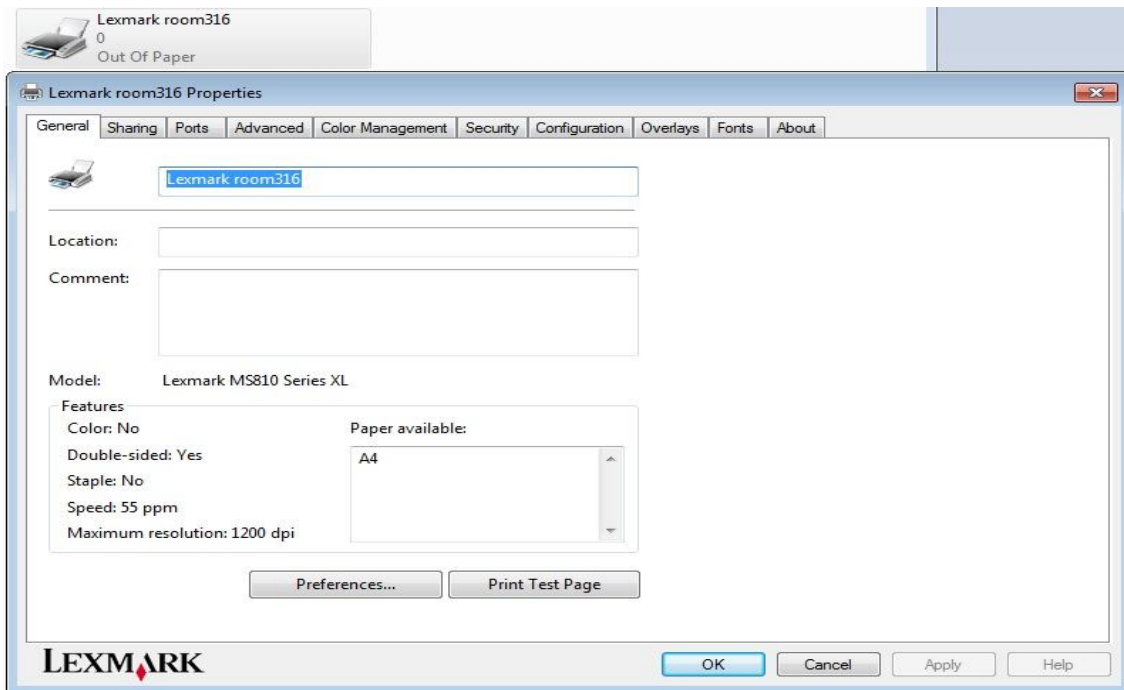 Lexmark room316
0
Out Of Paper
Lexmark room316 Properties
General Sharing Ports Advanced Color Management Security Configuration Overlays Fonts About
Lexmark room316
Location:
Comment:
Model: Lexmark MS810 Series XL
Features
Color: No
Paper available:
Double-sided: Yes
A4
Staple: No
Speed: 55 ppm
Maximum resolution: 1200 dpi
Preferences... Print Test Page
LEXMARK
OK Cancel Apply Help